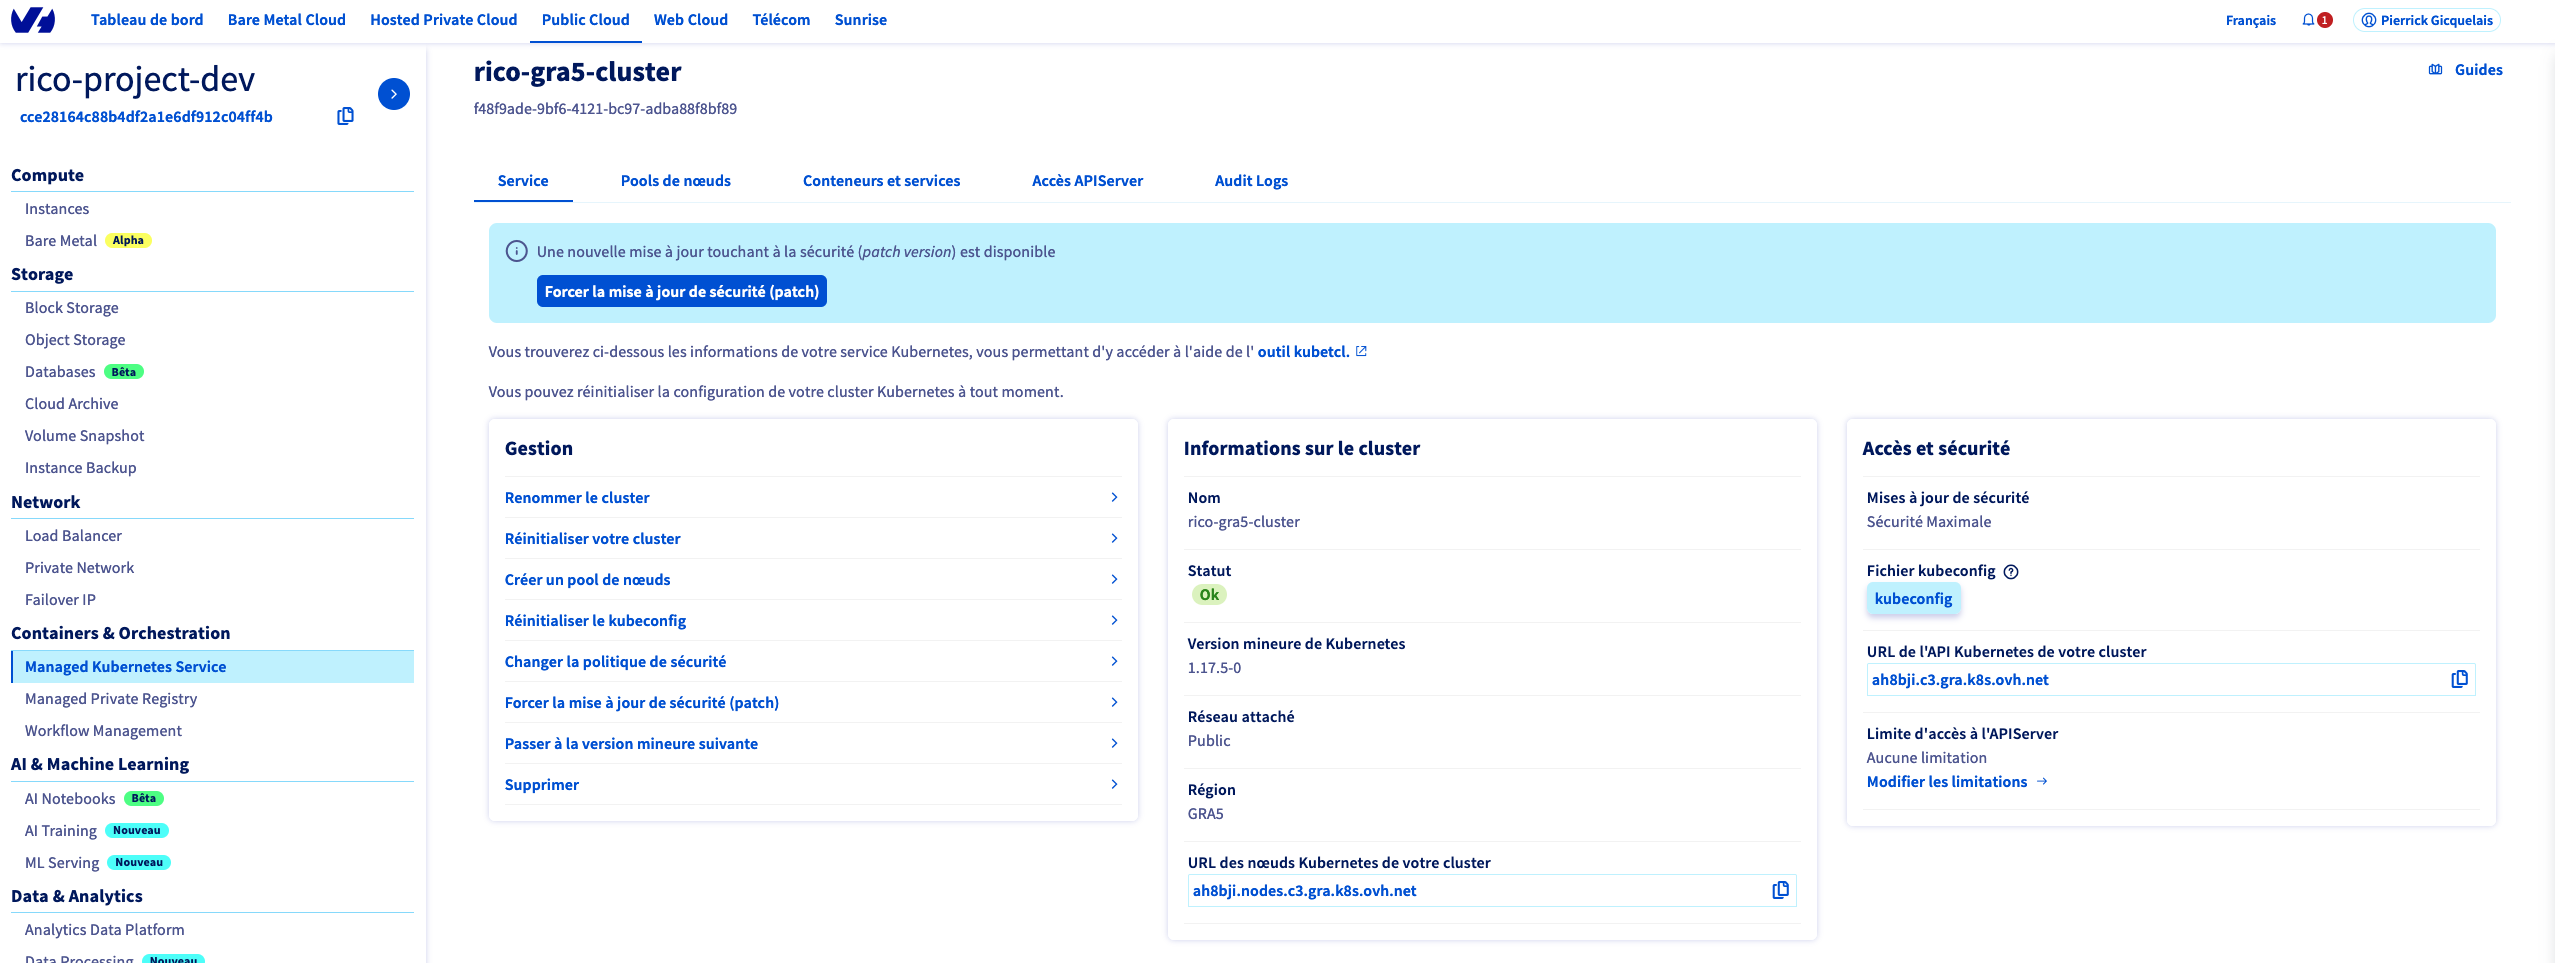 Tableau de bord
Bare Metal Cloud
Hosted Private Cloud
Public Cloud
Web Cloud
Télécom
Sunrise
Français
1
Pierrick Gicquelais
rico-project-dev
cce28164c88b4df2a1e6df912c04ff4b
Compute
Instances
Bare Metal Alpha
Storage
Block Storage
Object Storage
Databases Bêta
Cloud Archive
Volume Snapshot
Instance Backup
Network
Load Balancer
Private Network
Failover IP
Containers & Orchestration
Managed Kubernetes Service
Managed Private Registry
Workflow Management
AI & Machine Learning
AI Notebooks Bêta
AI Training Nouveau
ML Serving Nouveau
Data & Analytics
Analytics Data Platform
Data Processing Nouveau
rico-gra5-cluster
Guides
f48f9ade-9bf6-4121-bc97-adba88f8bf89
Service
Pools de nœuds
Conteneurs et services
Accès APIServer
Audit Logs
Une nouvelle mise à jour touchant à la sécurité (patch version) est disponible
Forcer la mise à jour de sécurité (patch)
Vous trouverez ci-dessous les informations de votre service Kubernetes, vous permettant d'y accéder à l'aide de l' outil kubetcl.
Vous pouvez réinitialiser la configuration de votre cluster Kubernetes à tout moment.
Gestion
Renommer le cluster
Réinitialiser votre cluster
Créer un pool de nœuds
Réinitialiser le kubeconfig
Changer la politique de sécurité
Forcer la mise à jour de sécurité (patch)
Passer à la version mineure suivante
Supprimer
Informations sur le cluster
Nom
rico-gra5-cluster
Statut
Ok
Version mineure de Kubernetes
1.17.5-0
Réseau attaché
Public
Région
GRA5
URL des nœuds Kubernetes de votre cluster
ah8bji.nodes.c3.gra.k8s.ovh.net
Accès et sécurité
Mises à jour de sécurité
Sécurité Maximale
Fichier kubeconfig
kubeconfig
URL de l'API Kubernetes de votre cluster
ah8bji.c3.gra.k8s.ovh.net
Limite d'accès à l'APIServer
Aucune limitation
Modifier les limitations